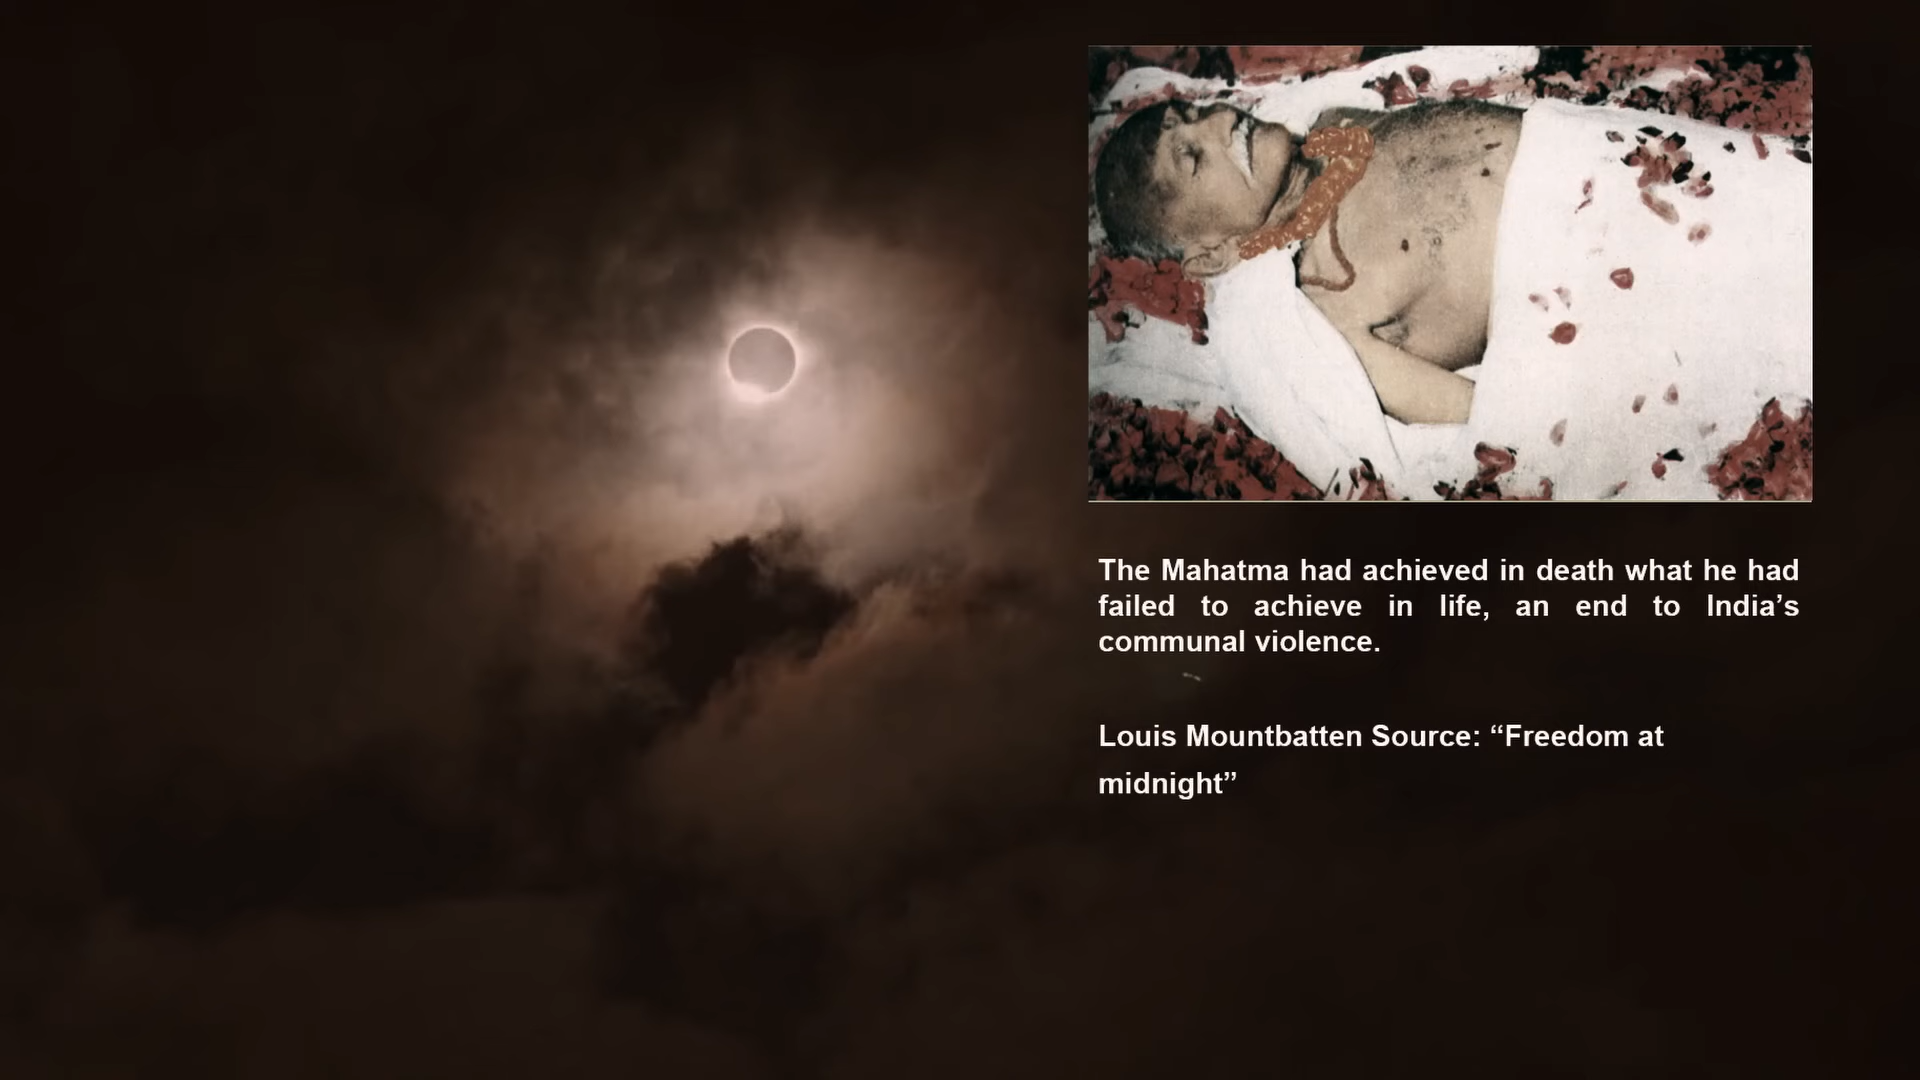 The Mahatma had achieved in death what he had
failed to achieve in life, an end to India’s
communal violence.
Louis Mountbatten Source: “Freedom at
midnight”